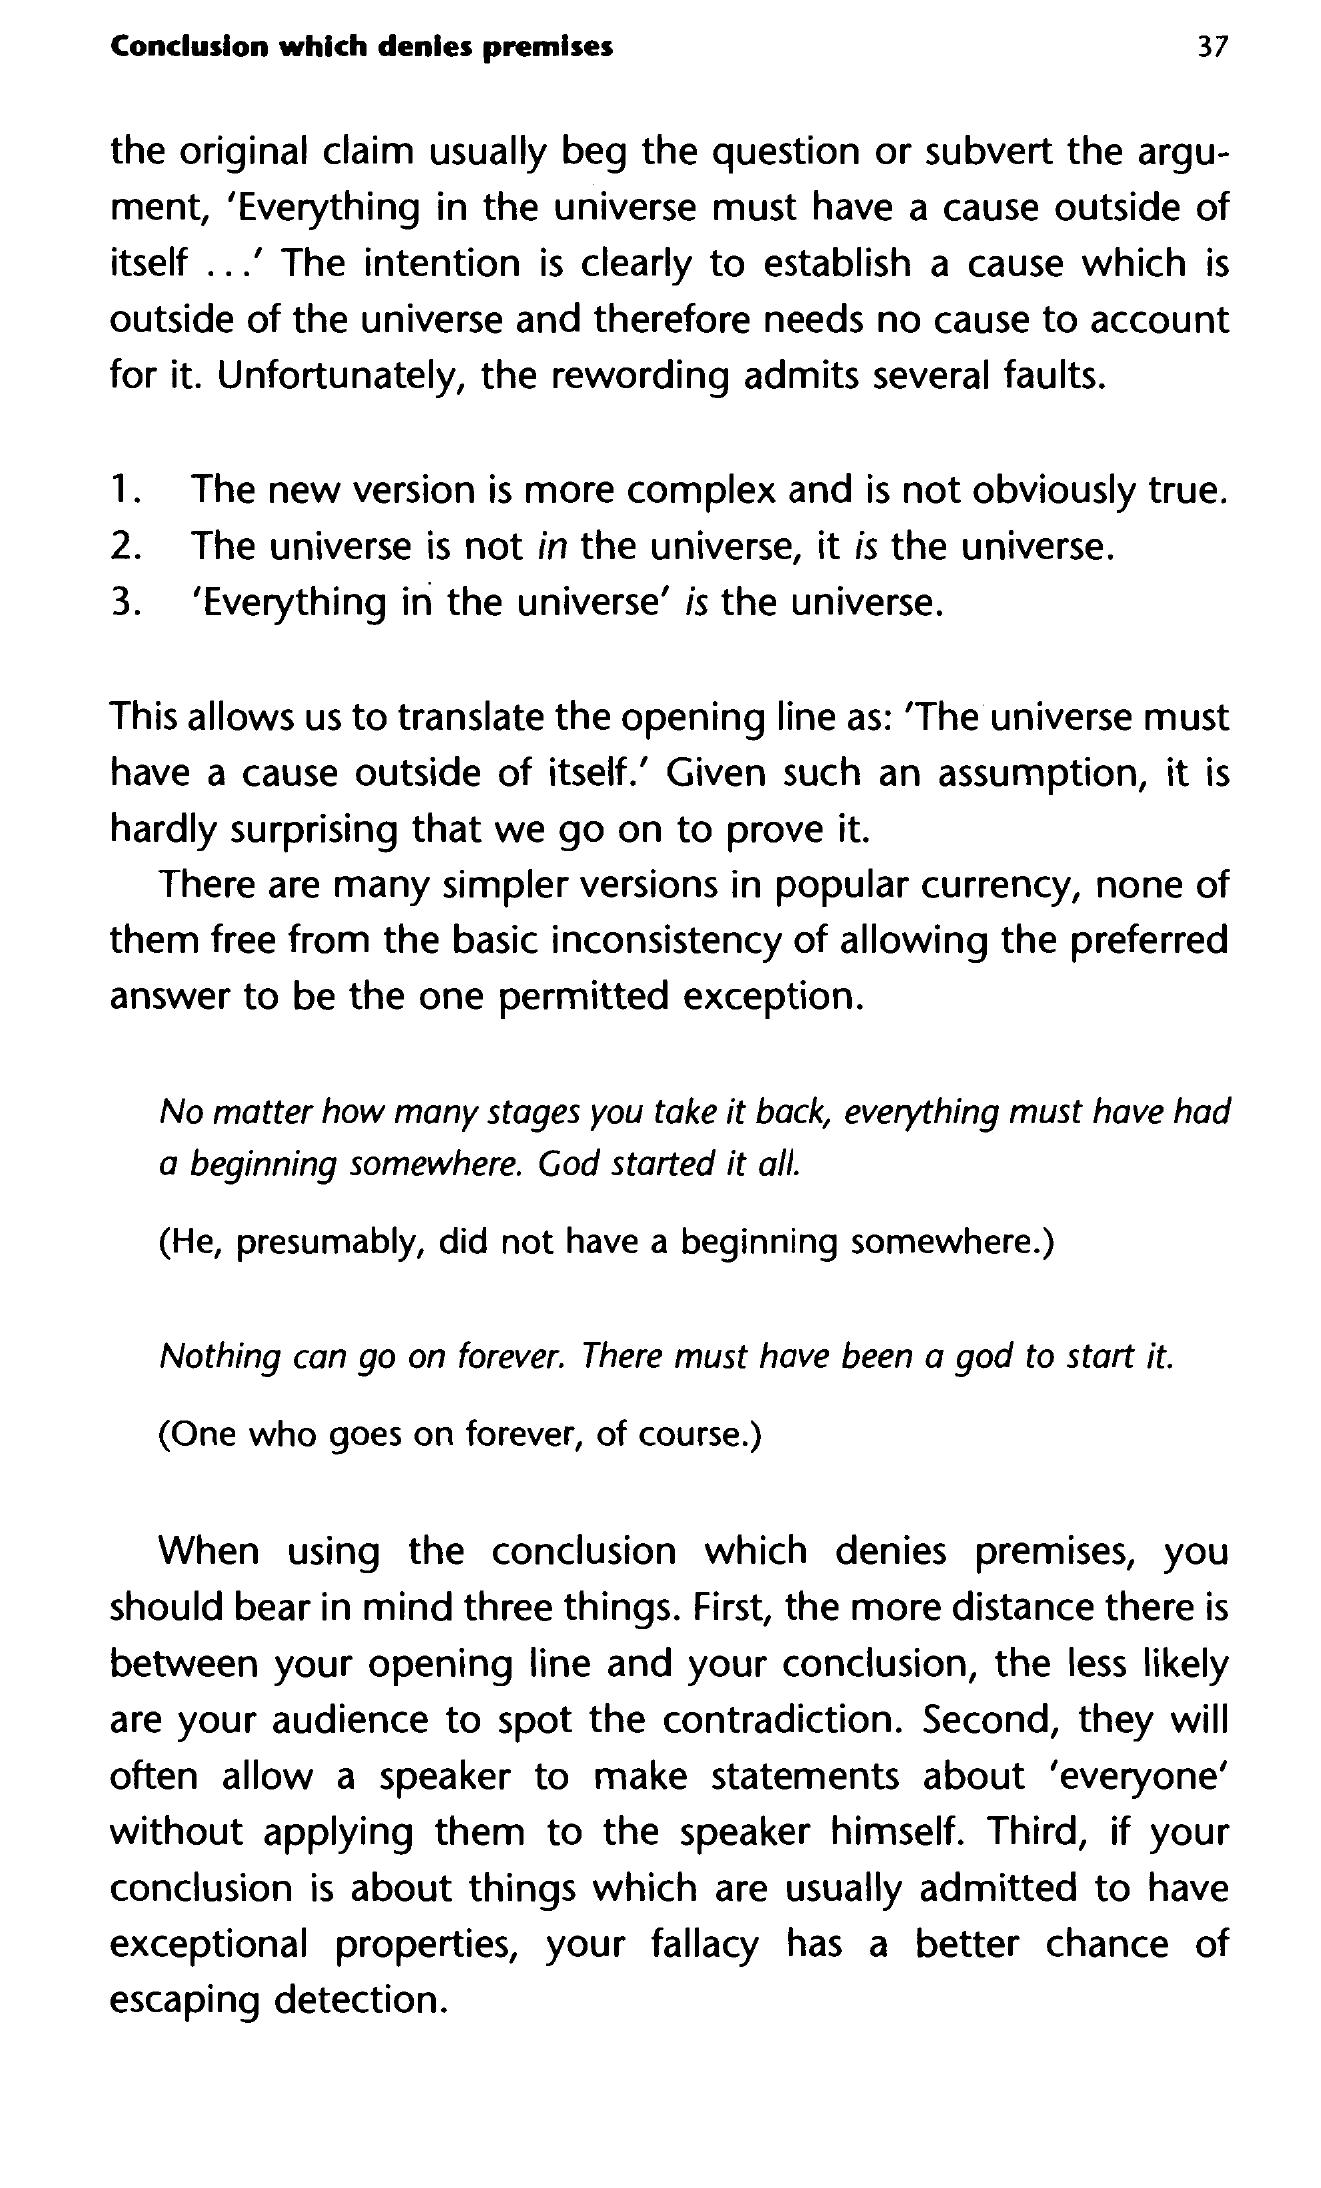 Conclusion which denies premises 37
the original claim usually beg the question or subvert the argu-
ment, 'Everything in the universe must have a cause outside of
itself ...' The intention is clearly to establish a cause which is
outside of the universe and therefore needs no cause to account
for it. Unfortunately, the rewording admits several faults.
1. The new version is more complex and is not obviously true.
2. The universe is not in the universe, it is the universe.
3. 'Everything in the universe' is the universe.
This allows us to translate the opening line as: 'The universe must
have a cause outside of itself.' Given such an assumption, it is
hardly surprising that we go on to prove it.
There are many simpler versions in popular currency, none of
them free from the basic inconsistency of allowing the preferred
answer to be the one permitted exception.
No matter how many stages you take it back, everything must have had
a beginning somewhere. God started it all.
(He, presumably, did not have a beginning somewhere.)
Nothing can go on forever. There must have been a god to start it.
(One who goes on forever, of course.)
When using the conclusion which denies premises, you
should bear in mind three things. First, the more distance there is
between your opening line and your conclusion, the less likely
are your audience to spot the contradiction. Second, they will
often allow a speaker to make statements about 'everyone'
without applying them to the speaker himself. Third, if your
conclusion is about things which are usually admitted to have
exceptional properties, your fallacy has a better chance of
escaping detection.